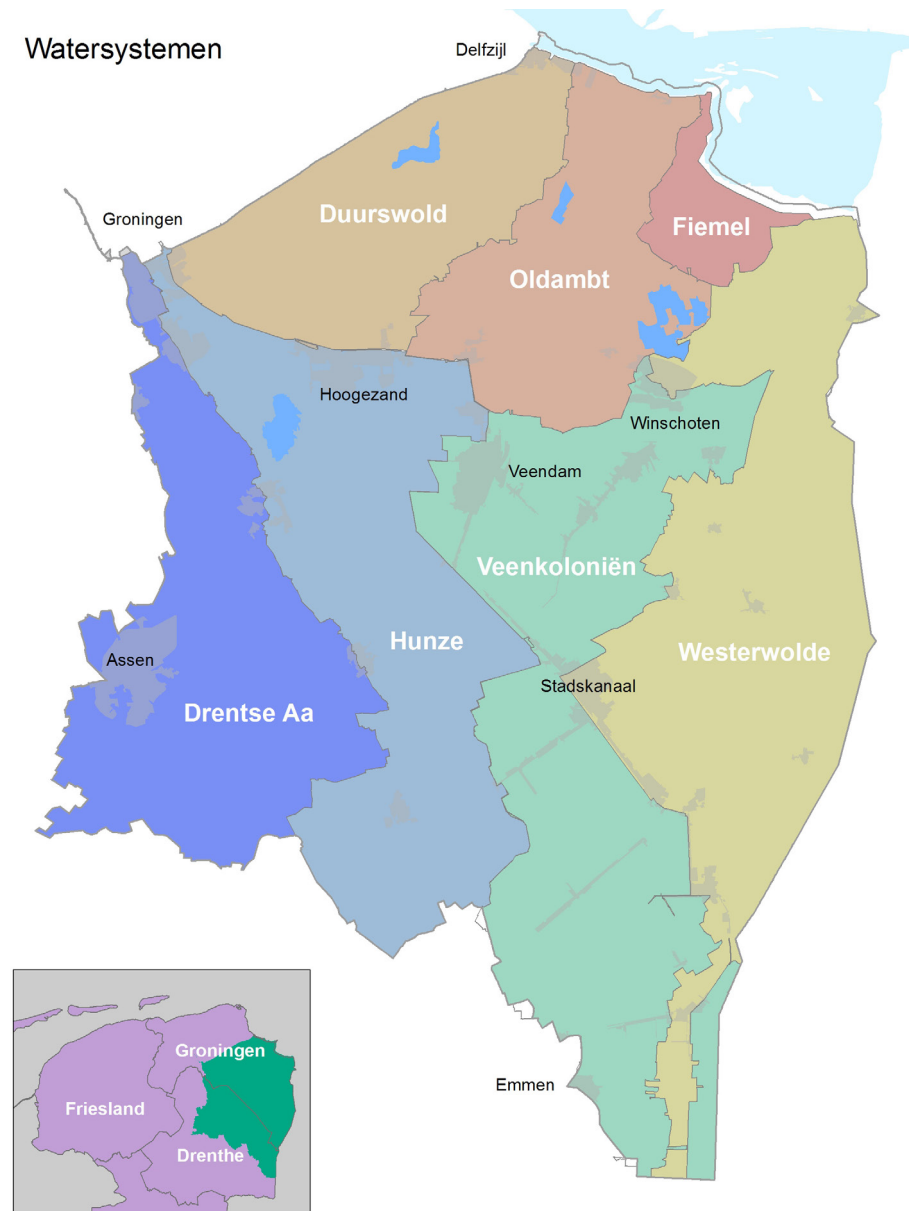 Watersystemen
Delfzijl
Groningen
Duurswold
Fiemel
Oldambt
Hoogezand
Winschoten
Veendam
Veenkoloniën
Hunze
Westerwolde
Assen
Stadskanaal
Drentse Aa
Emmen
Groningen
Friesland
Drenthe